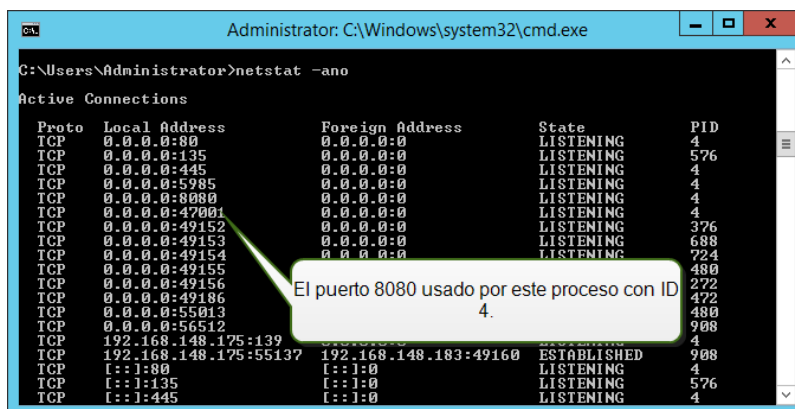 Administrator: C:\Windows\system32\cmd.exe
C:\Users\Administrator>netstat -ano
Active Connections
Proto Local Address Foreign Address State PID
TCP 0.0.0.0:80 0.0.0.0:0 LISTENING 4
TCP 0.0.0.0:135 0.0.0.0:0 LISTENING 576
TCP 0.0.0.0:445 0.0.0.0:0 LISTENING 4
TCP 0.0.0.0:5985 0.0.0.0:0 LISTENING 4
TCP 0.0.0.0:8080 0.0.0.0:0 LISTENING 4
TCP 0.0.0.0:47001 0.0.0.0:0 LISTENING 4
TCP 0.0.0.0:49152 0.0.0.0:0 LISTENING 376
TCP 0.0.0.0:49153 0.0.0.0:0 LISTENING 688
TCP 0.0.0.0:49154 0.0.0.0:0 LISTENING 724
TCP 0.0.0.0:49155 480
TCP 0.0.0.0:49156 272
TCP 0.0.0.0:49186 472
TCP 0.0.0.0:55013 480
TCP 0.0.0.0:56512 908
El puerto 8080 usado por este proceso con ID
4.
TCP 192.168.148.175:139 4
TCP 192.168.148.175:55137 192.168.148.183:49160 ESTABLISHED 908
TCP [::]:80 [::]:0 LISTENING 4
TCP [::]:135 [::]:0 LISTENING 576
TCP [::]:445 [::]:0 LISTENING 4